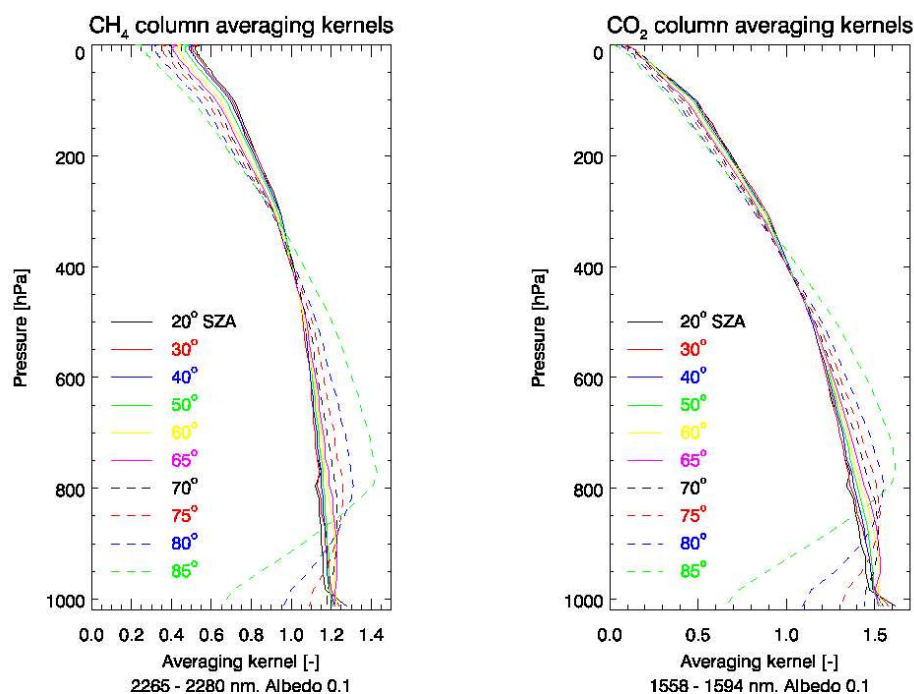 CH₄ column averaging kernels
0
200
400
600
800
1000
Pressure [hPa]
20° SZA
30°
40°
50°
60°
65°
70°
75°
80°
85°
0.0 0.2 0.4 0.6 0.8 1.0 1.2 1.4
Averaging kernel [-]
2265 - 2280 nm. Albedo 0.1
CO₂ column averaging kernels
0
200
400
600
800
1000
Pressure [hPa]
20° SZA
30°
40°
50°
60°
65°
70°
75°
80°
85°
0.0 0.5 1.0 1.5
Averaging kernel [-]
1558 - 1594 nm. Albedo 0.1